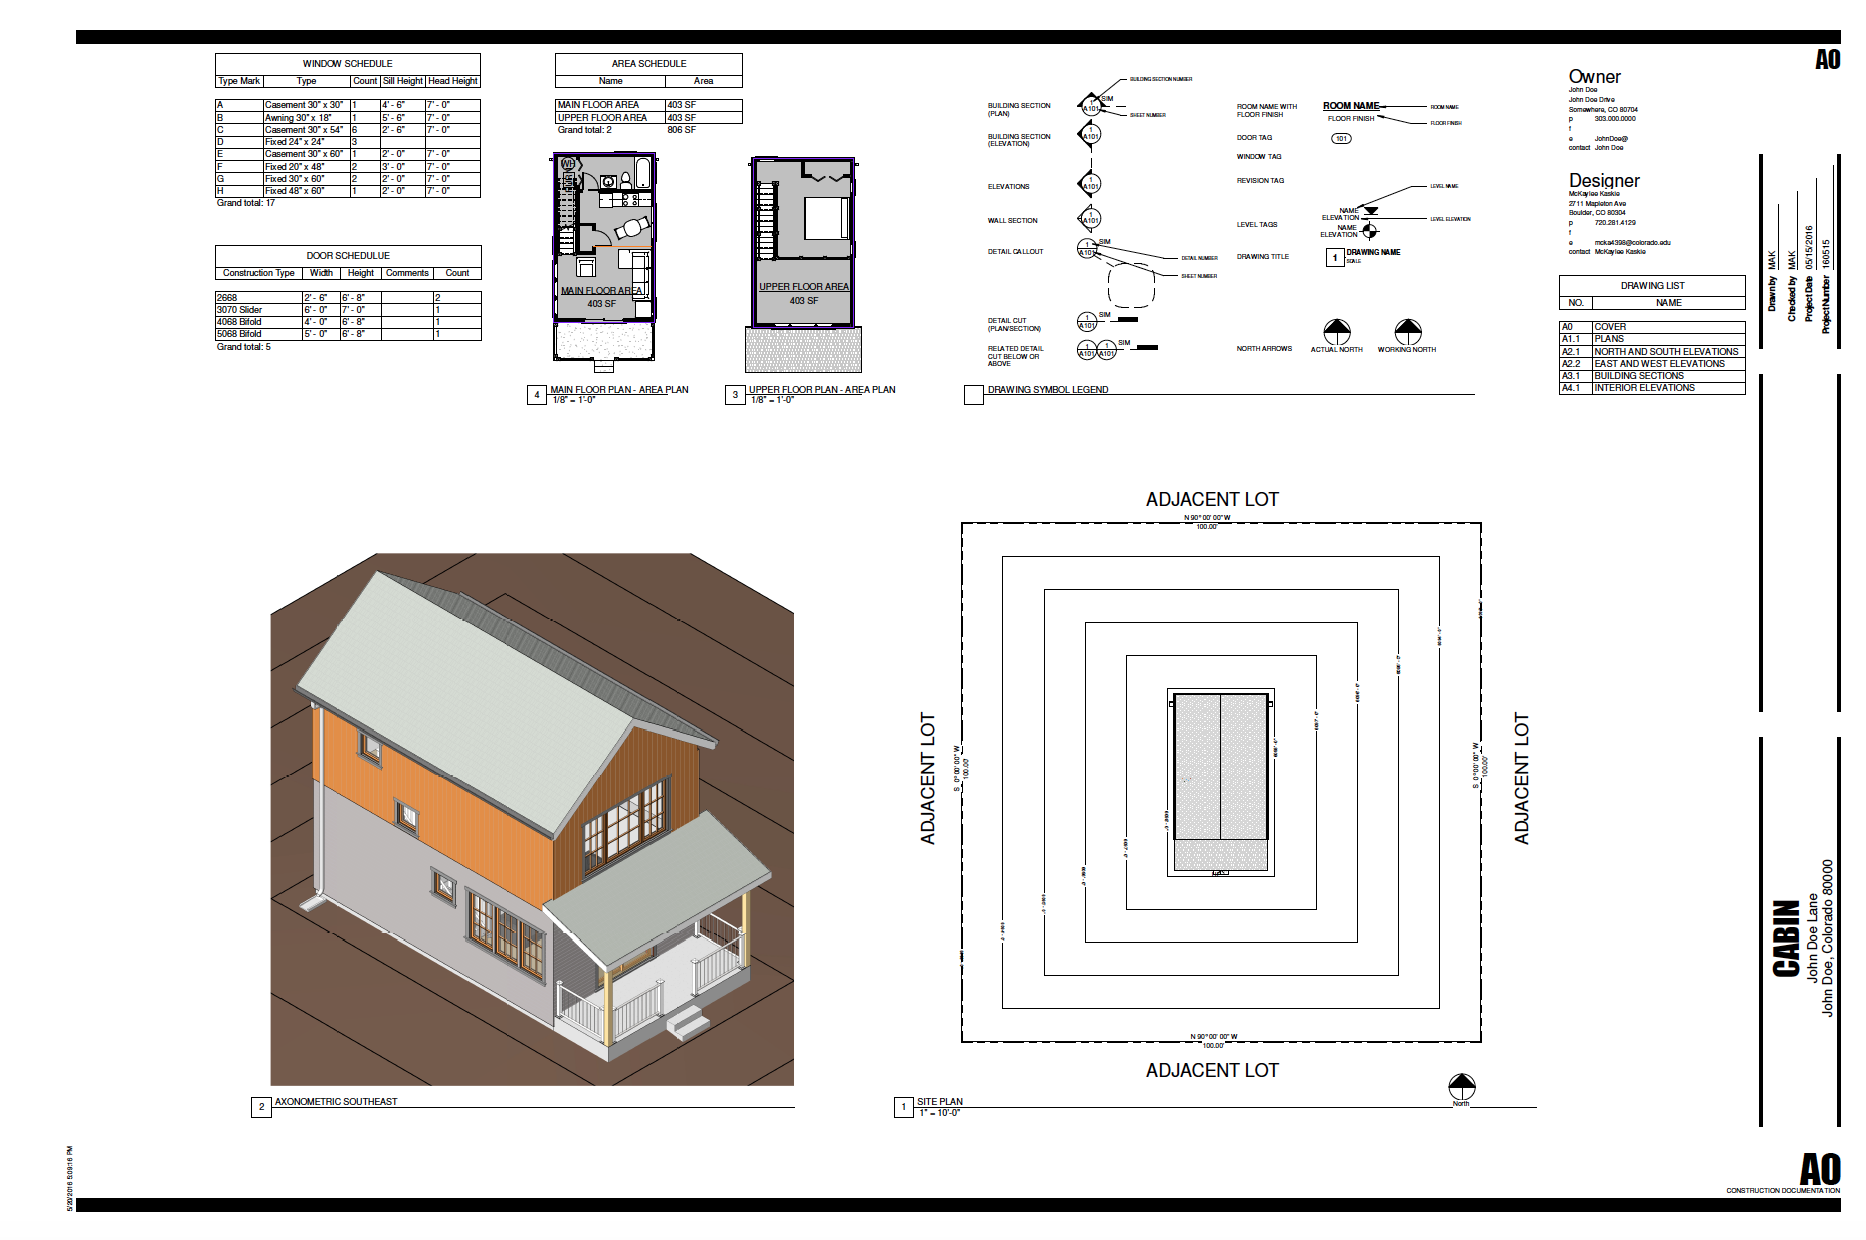 A0
WINDOW SCHEDULE
Type Mark Type Count Sill Height Head Height
A Casement 30" x 30" 1 4' - 6" 7' - 0"
B Awning 30" x 18" 1 5' - 6" 7' - 0"
C Casement 30" x 54" 6 2' - 6" 7' - 0"
D Fixed 24" x 24" 3
E Casement 30" x 60" 1 2' - 0" 7' - 0"
F Fixed 20" x 48" 2 3' - 0" 7' - 0"
G Fixed 30" x 60" 2 2' - 0" 7' - 0"
H Fixed 48" x 60" 1 2' - 0" 7' - 0"
Grand total: 17
DOOR SCHEDULUE
Construction Type Width Height Comments Count
2668 2' - 6" 6' - 8" 2
3070 Slider 6' - 0" 7' - 0" 1
4068 Bifold 4' - 0" 6' - 8" 1
5068 Bifold 5' - 0" 6' - 8" 1
Grand total: 5
AREA SCHEDULE
Name Area
MAIN FLOOR AREA 403 SF
UPPER FLOOR AREA 403 SF
Grand total: 2 806 SF
WH
MAIN FLOOR AREA
403 SF
UPPER FLOOR AREA
403 SF
4 MAIN FLOOR PLAN - AREA PLAN
1/8" = 1'-0"
3 UPPER FLOOR PLAN - AREA PLAN
1/8" = 1'-0"
BUILDING SECTION NUMBER
BUILDING SECTION
(PLAN)
1
A101
SIM
SHEET NUMBER
BUILDING SECTION
(ELEVATION)
1
A101
ELEVATIONS
1
A101
WALL SECTION
1
A101
DETAIL CALLOUT
1
A101
SIM
DETAIL NUMBER
SHEET NUMBER
DETAIL CUT
(PLAN/SECTION)
1
A101
SIM
RELATED DETAIL
CUT BELOW OR
ABOVE
1
A101
1
A101
SIM
ROOM NAME WITH
FLOOR FINISH
ROOM NAME
FLOOR FINISH
ROOM NAME
FLOOR FINISH
DOOR TAG
101
WINDOW TAG
REVISION TAG
LEVEL NAME
LEVEL TAGS
NAME
ELEVATION
NAME
ELEVATION
LEVEL ELEVATION
DRAWING TITLE
1 DRAWING NAME
SCALE
NORTH ARROWS
ACTUAL NORTH
WORKING NORTH
DRAWING SYMBOL LEGEND
Owner
John Doe
John Doe Drive
Somewhere, CO 80704
p 303.000.0000
f
e JohnDoe@
contact John Doe
Designer
McKaylee Kaskie
2711 Mapleton Ave
Boulder, CO 80304
p 720.281.4129
f
e mcka4398@colorado.edu
contact McKaylee Kaskie
DRAWING LIST
NO. NAME
A0 COVER
A1.1 PLANS
A2.1 NORTH AND SOUTH ELEVATIONS
A2.2 EAST AND WEST ELEVATIONS
A3.1 BUILDING SECTIONS
A4.1 INTERIOR ELEVATIONS
Drawn by MAK
Checked by MAK
Project Date 05/15/2016
Project Number 160515
2 AXONOMETRIC SOUTHEAST
ADJACENT LOT
N 90° 00' 00" W
100.00'
ADJACENT LOT
S 0° 00' 00" W
100.00'
S 0° 00' 00" W
100.00'
ADJACENT LOT
N 90° 00' 00" W
100.00'
ADJACENT LOT
1 SITE PLAN
1" = 10'-0"
North
CABIN
John Doe Lane
John Doe, Colorado 80000
A0
CONSTRUCTION DOCUMENTATION
5/20/2016 5:09:16 PM